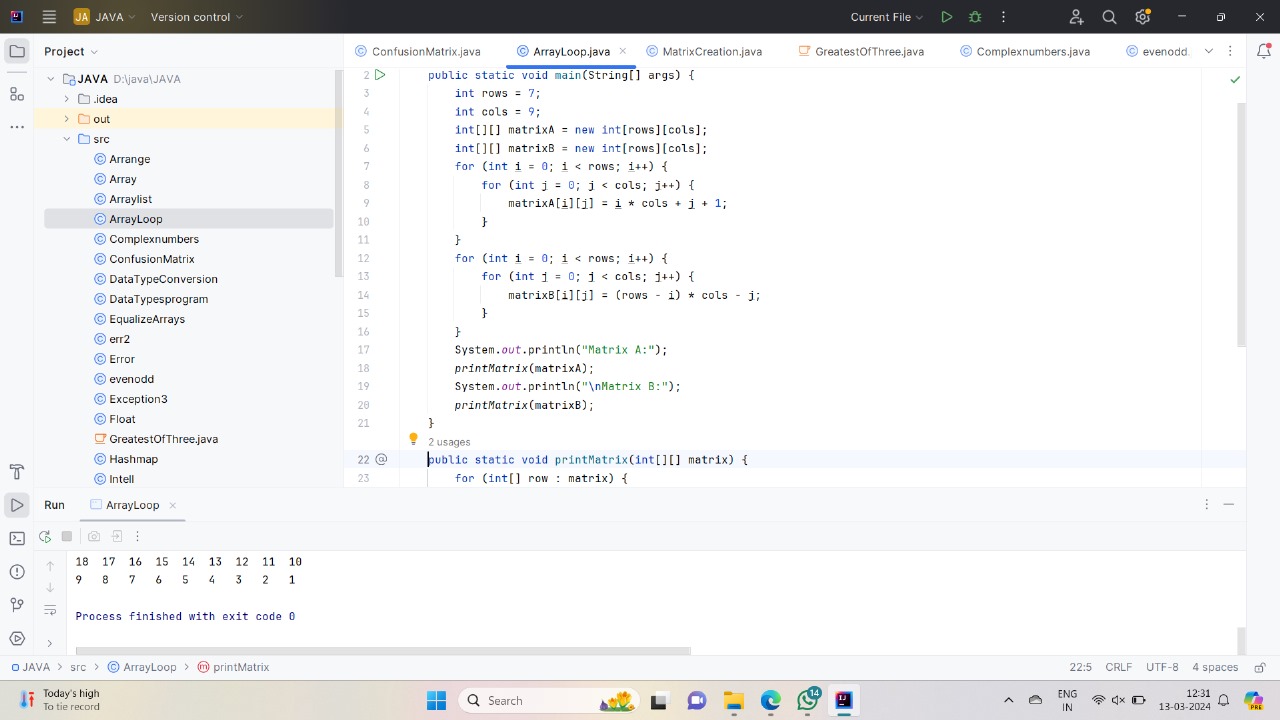 JA JAVA Version control Current File
Project
ConfusionMatrix.java ArrayLoop.java MatrixCreation.java GreatestOfThree.java Complexnumbers.java evenodd.
JAVA D:\java\JAVA
.idea
out
src
Arrange
Array
Arraylist
ArrayLoop
Complexnumbers
ConfusionMatrix
DataTypeConversion
DataTypesprogram
EqualizeArrays
err2
Error
evenodd
Exception3
Float
GreatestOfThree.java
Hashmap
Intell
2 public static void main(String[] args) {
3 int rows = 7;
4 int cols = 9;
5 int[][] matrixA = new int[rows][cols];
6 int[][] matrixB = new int[rows][cols];
7 for (int i = 0; i < rows; i++) {
8 for (int j = 0; j < cols; j++) {
9 matrixA[i][j] = i * cols + j + 1;
10 }
11 }
12 for (int i = 0; i < rows; i++) {
13 for (int j = 0; j < cols; j++) {
14 matrixB[i][j] = (rows - i) * cols - j;
15 }
16 }
17 System.out.println("Matrix A:");
18 printMatrix(matrixA);
19 System.out.println("\nMatrix B:");
20 printMatrix(matrixB);
21 }
2 usages
22 public static void printMatrix(int[][] matrix) {
23 for (int[] row : matrix) {
Run ArrayLoop
18 17 16 15 14 13 12 11 10
9 8 7 6 5 4 3 2 1
Process finished with exit code 0
JAVA > src > ArrayLoop > printMatrix 22:5 CRLF UTF-8 4 spaces
Today's high
To tie record
Search
14
ENG
IN
12:31
13-03-2024
PRE